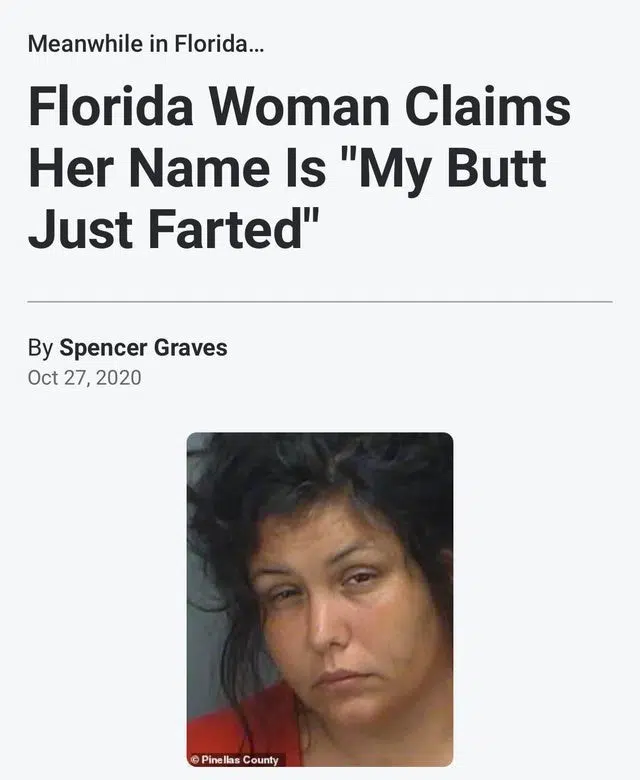 Meanwhile in Florida...
Florida Woman Claims
Her Name Is "My Butt
Just Farted"
By Spencer Graves
Oct 27, 2020
© Pinellas County